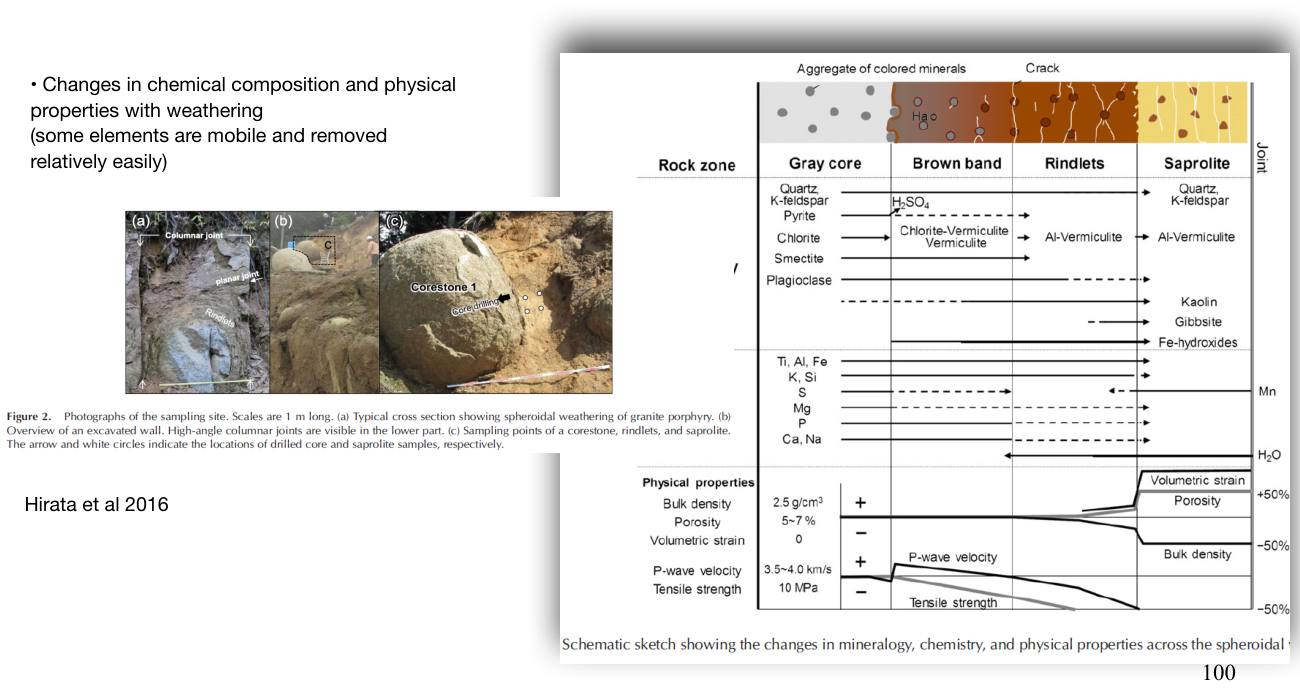 • Changes in chemical composition and physical
properties with weathering
(some elements are mobile and removed
relatively easily)
(a)
Columnar joint
planar joint
Rindlets
(b)
C
(c)
Corestone 1
Core drilling
Figure 2. Photographs of the sampling site. Scales are 1 m long. (a) Typical cross section showing spheroidal weathering of granite porphyry. (b)
Overview of an excavated wall. High-angle columnar joints are visible in the lower part. (c) Sampling points of a corestone, rindlets, and saprolite.
The arrow and white circles indicate the locations of drilled core and saprolite samples, respectively.
Hirata et al 2016
Aggregate of colored minerals
Crack
Joint
Rock zone Gray core Brown band Rindlets Saprolite
Quartz,
K-feldspar
Quartz,
K-feldspar
H₂SO₄
Pyrite
Chlorite
Chlorite-Vermiculite
Vermiculite
Al-Vermiculite
Al-Vermiculite
Smectite
Plagioclase
Kaolin
Gibbsite
Fe-hydroxides
Ti, Al, Fe
K, Si
S
Mn
Mg
P
Ca, Na
H₂O
Physical properties
Bulk density 2.5 g/cm³ +
Porosity 5~7 %
Volumetric strain 0 −
Volumetric strain
Porosity
Bulk density
+50%
−50%
P-wave velocity 3.5~4.0 km/s +
Tensile strength 10 MPa −
P-wave velocity
Tensile strength
−50%
Schematic sketch showing the changes in mineralogy, chemistry, and physical properties across the spheroidal
100